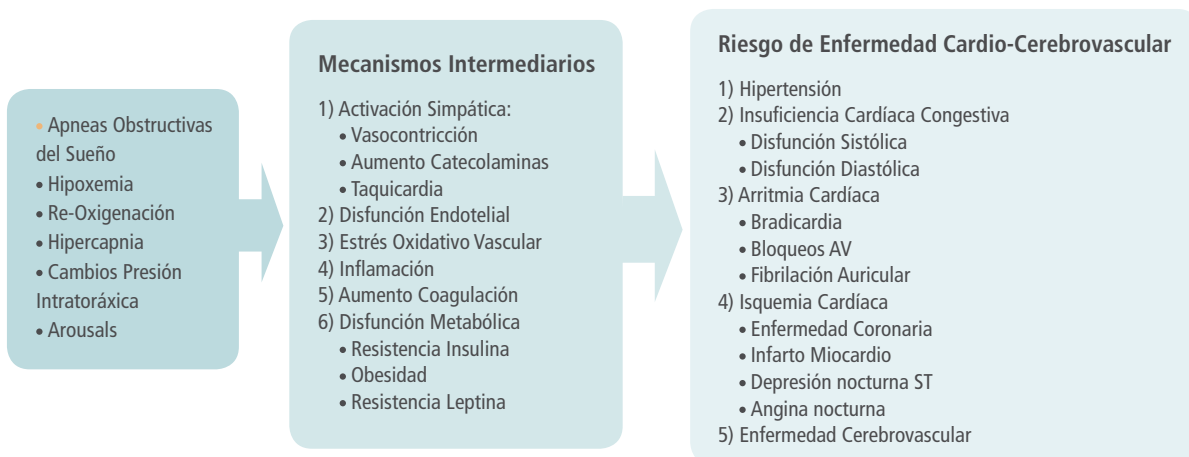 • Apneas Obstructivas
del Sueño
• Hipoxemia
• Re-Oxigenación
• Hipercapnia
• Cambios Presión
Intratoráxica
• Arousals
Mecanismos Intermediarios
1) Activación Simpática:
• Vasocontricción
• Aumento Catecolaminas
• Taquicardia
2) Disfunción Endotelial
3) Estrés Oxidativo Vascular
4) Inflamación
5) Aumento Coagulación
6) Disfunción Metabólica
• Resistencia Insulina
• Obesidad
• Resistencia Leptina
Riesgo de Enfermedad Cardio-Cerebrovascular
1) Hipertensión
2) Insuficiencia Cardíaca Congestiva
• Disfunción Sistólica
• Disfunción Diastólica
3) Arritmia Cardíaca
• Bradicardia
• Bloqueos AV
• Fibrilación Auricular
4) Isquemia Cardíaca
• Enfermedad Coronaria
• Infarto Miocardio
• Depresión nocturna ST
• Angina nocturna
5) Enfermedad Cerebrovascular